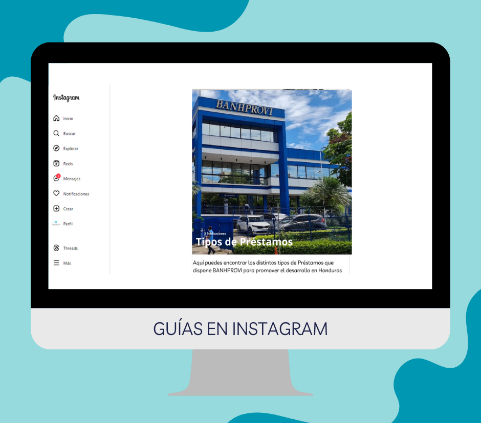 Instagram
Inicio
Buscar
Explorar
Reels
Mensajes
Notificaciones
Crear
Perfil
Threads
Más
BANHPROVI
Tipos de Préstamos
Aquí puedes encontrar los distintos tipos de Préstamos que
dispone BANHPROVI para promover el desarrollo en Honduras
GUÍAS EN INSTAGRAM